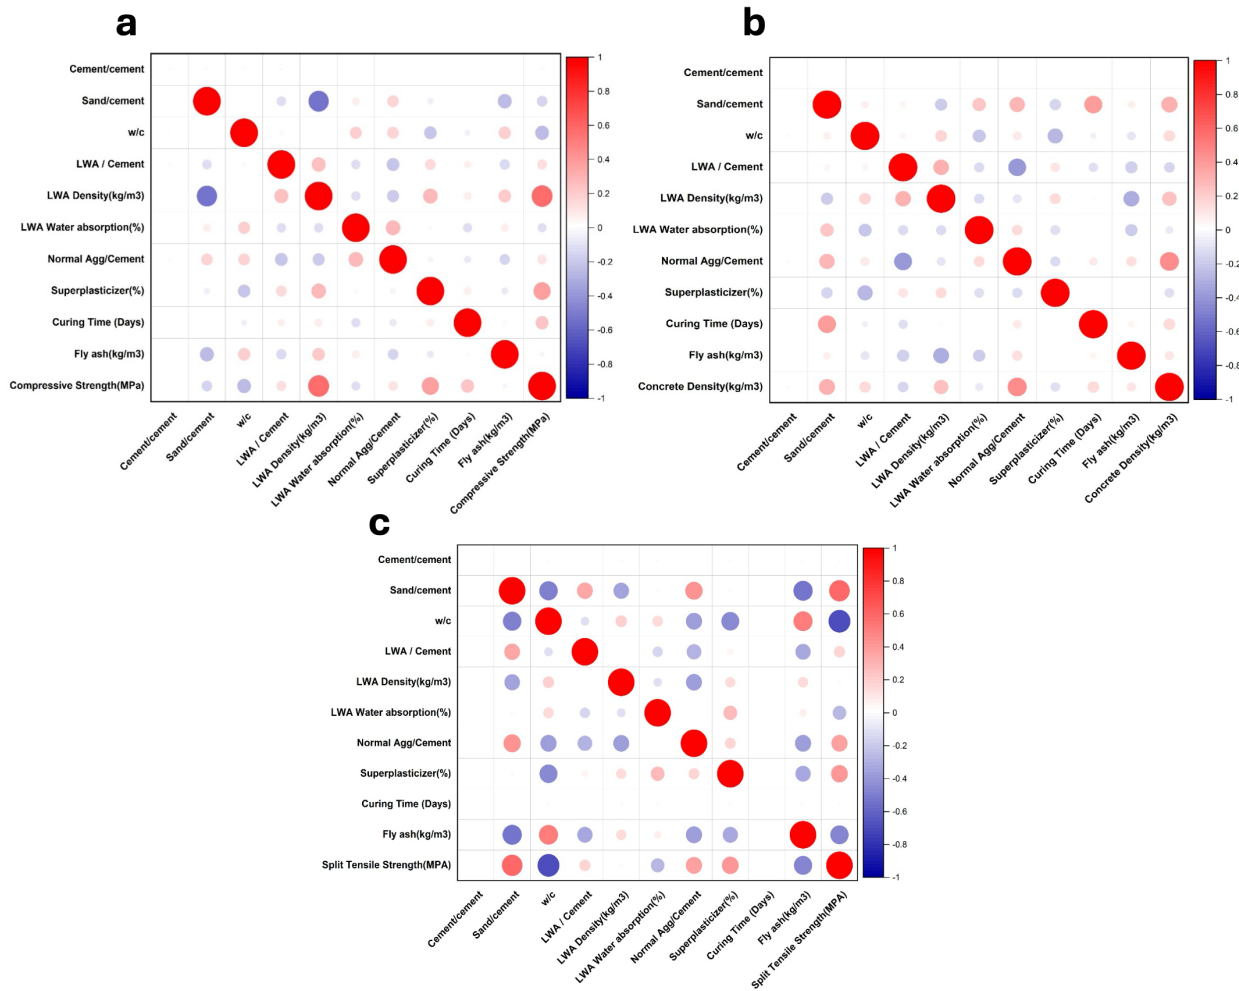 a
Cement/cement
Sand/cement
w/c
LWA / Cement
LWA Density(kg/m3)
LWA Water absorption(%)
Normal Agg/Cement
Superplasticizer(%)
Curing Time (Days)
Fly ash(kg/m3)
Compressive Strength(MPa)
Cement/cement
Sand/cement
w/c
LWA / Cement
LWA Density(kg/m3)
LWA Water absorption(%)
Normal Agg/Cement
Superplasticizer(%)
Curing Time (Days)
Fly ash(kg/m3)
Compressive Strength(MPa)
1
0.8
0.6
0.4
0.2
0
-0.2
-0.4
-0.6
-0.8
-1
b
Cement/cement
Sand/cement
w/c
LWA / Cement
LWA Density(kg/m3)
LWA Water absorption(%)
Normal Agg/Cement
Superplasticizer(%)
Curing Time (Days)
Fly ash(kg/m3)
Concrete Density(kg/m3)
Cement/cement
Sand/cement
w/c
LWA / Cement
LWA Density(kg/m3)
LWA Water absorption(%)
Normal Agg/Cement
Superplasticizer(%)
Curing Time (Days)
Fly ash(kg/m3)
Concrete Density(kg/m3)
1
0.8
0.6
0.4
0.2
0
-0.2
-0.4
-0.6
-0.8
-1
c
Cement/cement
Sand/cement
w/c
LWA / Cement
LWA Density(kg/m3)
LWA Water absorption(%)
Normal Agg/Cement
Superplasticizer(%)
Curing Time (Days)
Fly ash(kg/m3)
Split Tensile Strength(MPA)
Cement/cement
Sand/cement
w/c
LWA / Cement
LWA Density(kg/m3)
LWA Water absorption(%)
Normal Agg/Cement
Superplasticizer(%)
Curing Time (Days)
Fly ash(kg/m3)
Split Tensile Strength(MPA)
1
0.8
0.6
0.4
0.2
0
-0.2
-0.4
-0.6
-0.8
-1